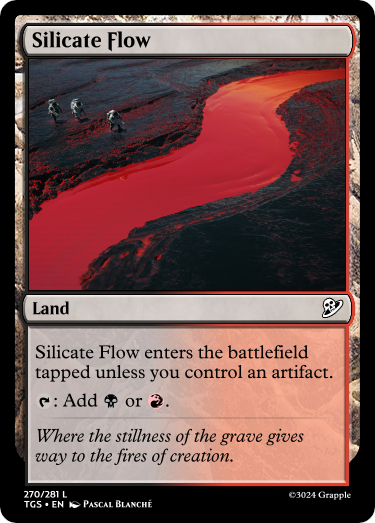 Silicate Flow
Land
Silicate Flow enters the battlefield
tapped unless you control an artifact.
: Add or .
Where the stillness of the grave gives
way to the fires of creation.
270/281 L
TGS • EN Pascal Blanché
©3024 Grapple